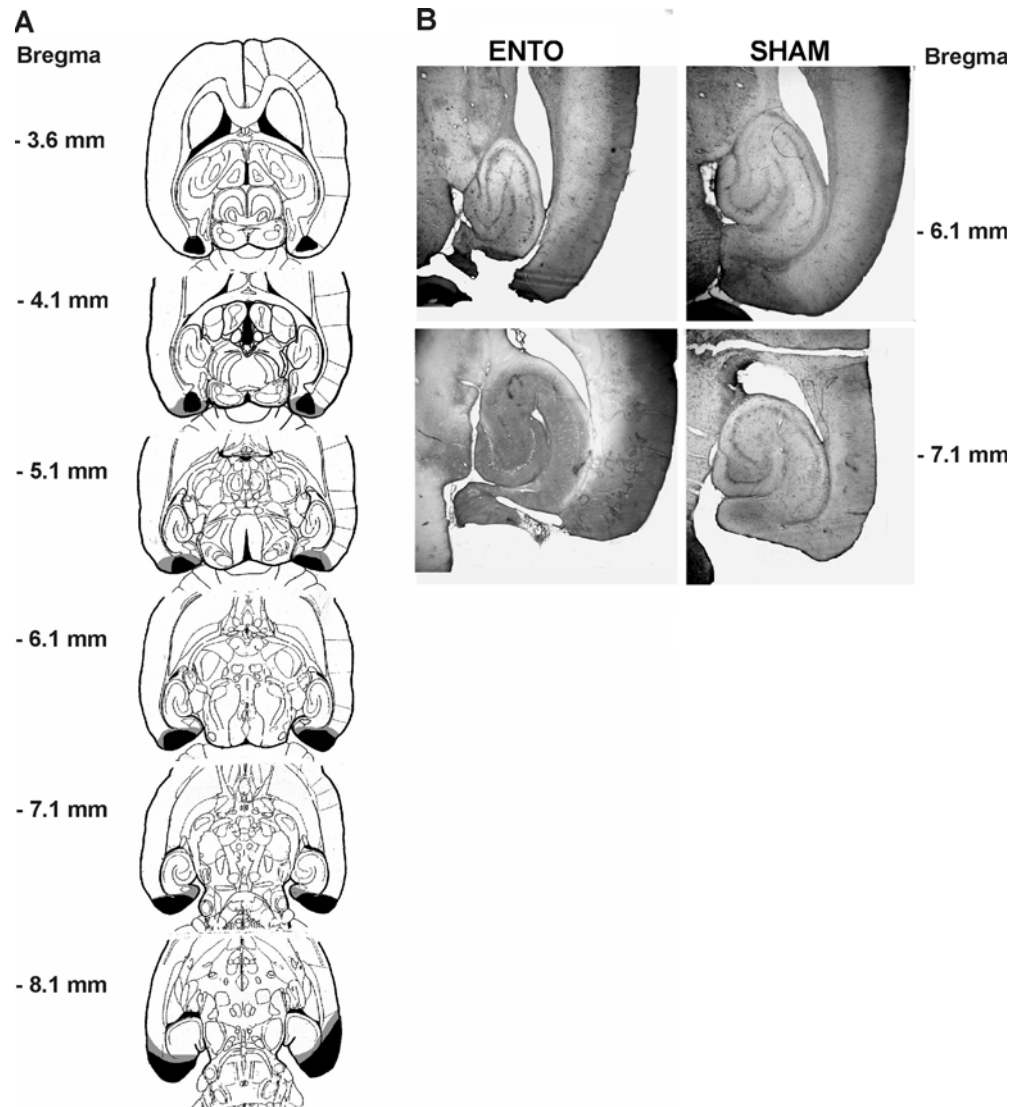 A
Bregma
- 3.6 mm
- 4.1 mm
- 5.1 mm
- 6.1 mm
- 7.1 mm
- 8.1 mm
B
ENTO
SHAM
Bregma
- 6.1 mm
- 7.1 mm